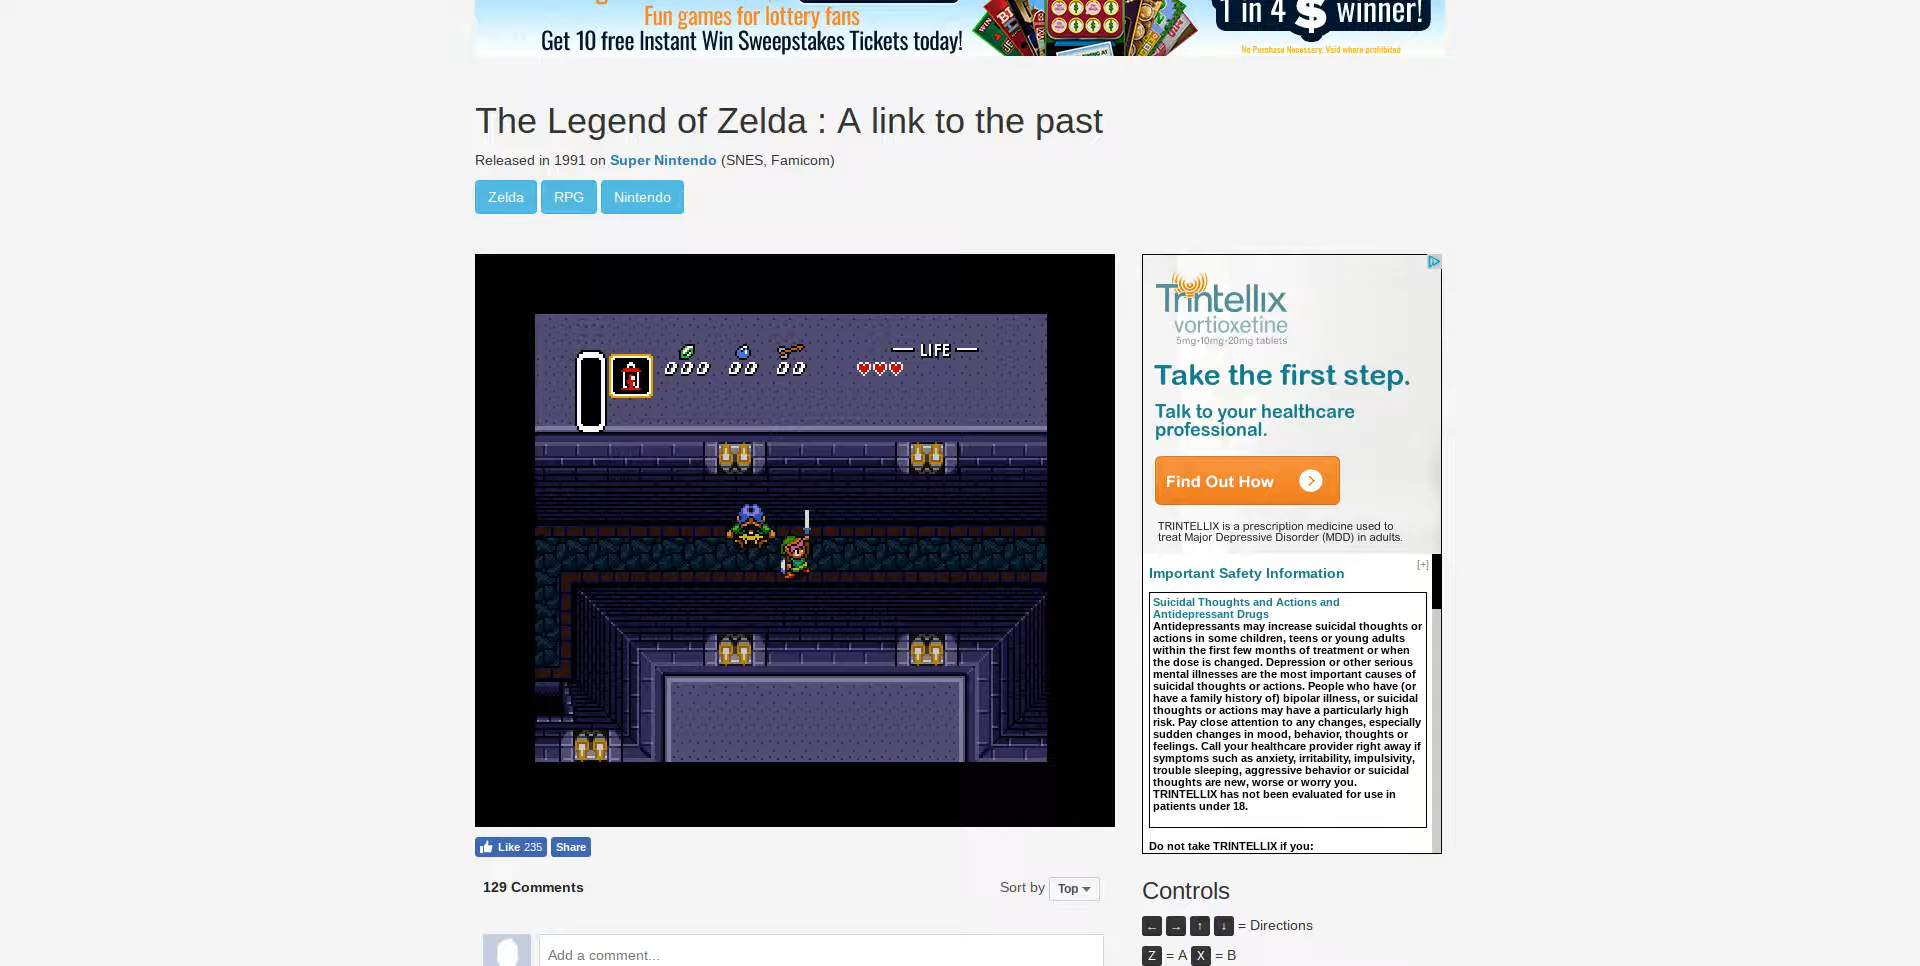 Fun games for lottery fans
Get 10 free Instant Win Sweepstakes Tickets today!
WIN
1 in 4 $ winner!
No Purchase Necessary. Void where prohibited
The Legend of Zelda : A link to the past
Released in 1991 on Super Nintendo (SNES, Famicom)
Zelda RPG Nintendo
LIFE
000 00 00
Trintellix
vortioxetine
5mg•10mg•20mg tablets
Take the first step.
Talk to your healthcare
professional.
Find Out How
TRINTELLIX is a prescription medicine used to
treat Major Depressive Disorder (MDD) in adults.
[+]
Important Safety Information
Suicidal Thoughts and Actions and
Antidepressant Drugs
Antidepressants may increase suicidal thoughts or
actions in some children, teens or young adults
within the first few months of treatment or when
the dose is changed. Depression or other serious
mental illnesses are the most important causes of
suicidal thoughts or actions. People who have (or
have a family history of) bipolar illness, or suicidal
thoughts or actions may have a particularly high
risk. Pay close attention to any changes, especially
sudden changes in mood, behavior, thoughts or
feelings. Call your healthcare provider right away if
symptoms such as anxiety, irritability, impulsivity,
trouble sleeping, aggressive behavior or suicidal
thoughts are new, worse or worry you.
TRINTELLIX has not been evaluated for use in
patients under 18.
Do not take TRINTELLIX if you:
Like 235 Share
129 Comments
Sort by Top
Add a comment...
Controls
← → ↑ ↓ = Directions
Z = A X = B